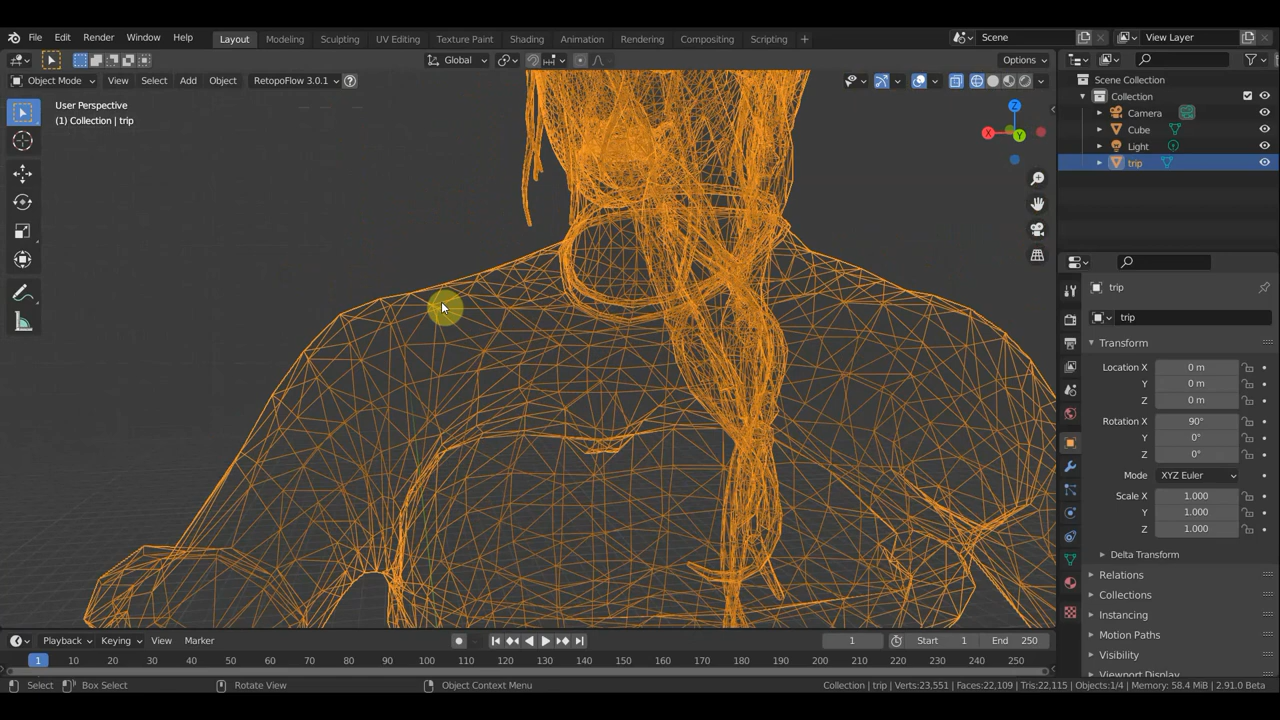 File Edit Render Window Help Layout Modeling Sculpting UV Editing Texture Paint Shading Animation Rendering Compositing Scripting + Scene View Layer
Global Options
Object Mode View Select Add Object RetopoFlow 3.0.1
User Perspective
(1) Collection | trip
Scene Collection
Collection
Camera
Cube
Light
trip
X Y Z
trip
trip
Transform
Location X 0 m
Y 0 m
Z 0 m
Rotation X 90°
Y 0°
Z 0°
Mode XYZ Euler
Scale X 1.000
Y 1.000
Z 1.000
Delta Transform
Relations
Collections
Instancing
Motion Paths
Visibility
Viewport Display
Playback Keying View Marker 1 Start 1 End 250
1 10 20 30 40 50 60 70 80 90 100 110 120 130 140 150 160 170 180 190 200 210 220 230 240 250
Select Box Select Rotate View Object Context Menu Collection | trip | Verts:23,551 | Faces:22,109 | Tris:22,115 | Objects:1/4 | Memory: 58.4 MiB | 2.91.0 Beta